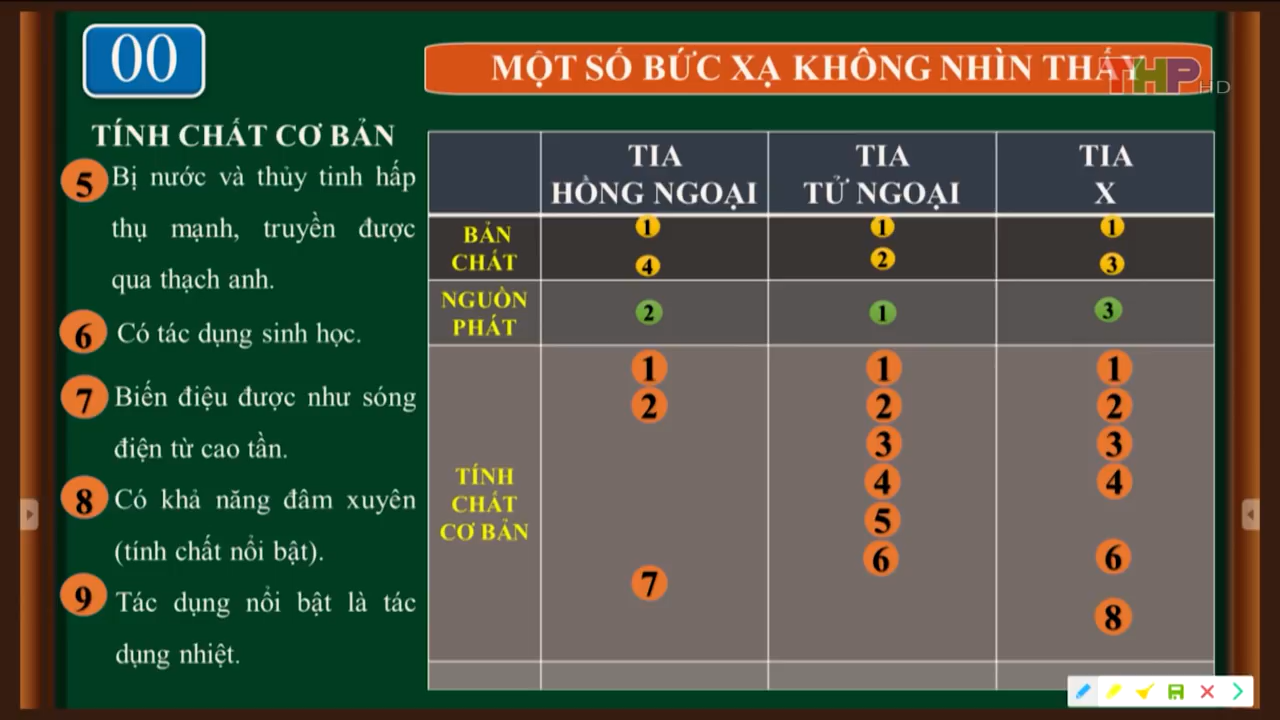 00
MỘT SỐ BỨC XẠ KHÔNG NHÌN THẤY
THP HD
TÍNH CHẤT CƠ BẢN
5 Bị nước và thủy tinh hấp
thụ mạnh, truyền được
qua thạch anh.
6 Có tác dụng sinh học.
7 Biến điệu được như sóng
điện từ cao tần.
8 Có khả năng đâm xuyên
(tính chất nổi bật).
9 Tác dụng nổi bật là tác
dụng nhiệt.
TIA TIA TIA
HỒNG NGOẠI TỬ NGOẠI X
BẢN
CHẤT
1 1 1
4 2 3
NGUỒN
PHÁT
2 1 3
TÍNH
CHẤT
CƠ BẢN
1 1 1
2 2 2
3 3
4 4
5
6 6
7
8